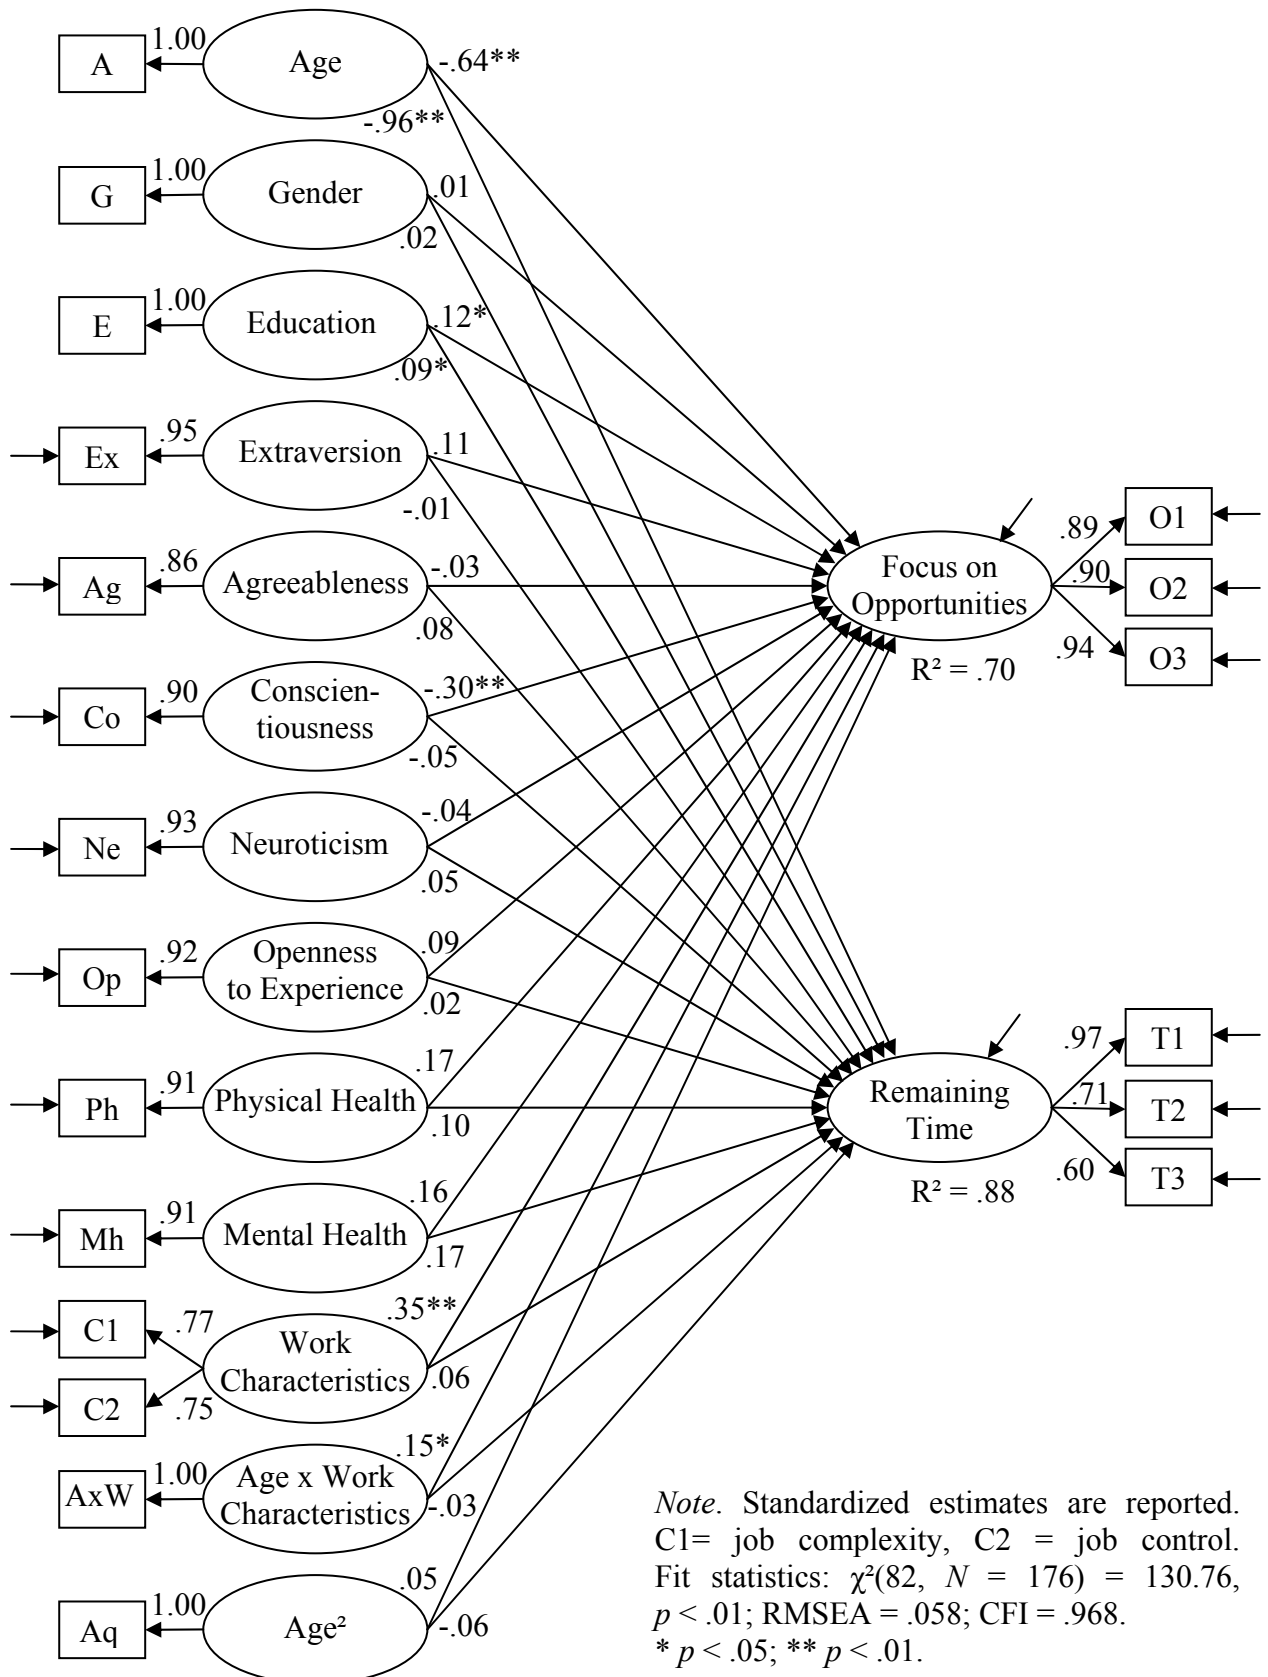 A
1.00
Age
-.64**
-.96**
G
1.00
Gender
.01
.02
E
1.00
Education
.12*
.09*
Ex
.95
Extraversion
.11
-.01
Ag
.86
Agreeableness
-.03
.08
Co
.90
Conscien-
tiousness
-.30**
-.05
Ne
.93
Neuroticism
-.04
.05
Op
.92
Openness
to Experience
.09
.02
Ph
.91
Physical Health
.17
.10
Mh
.91
Mental Health
.16
.17
C1
.77
C2
.75
Work
Characteristics
.35**
.06
AxW
1.00
Age x Work
Characteristics
.15*
-.03
Aq
1.00
Age²
.05
-.06
Focus on
Opportunities
R² = .70
.89
O1
.90
O2
.94
O3
Remaining
Time
R² = .88
.97
T1
.71
T2
.60
T3
Note. Standardized estimates are reported.
C1= job complexity, C2 = job control.
Fit statistics: χ²(82, N = 176) = 130.76,
p < .01; RMSEA = .058; CFI = .968.
* p < .05; ** p < .01.